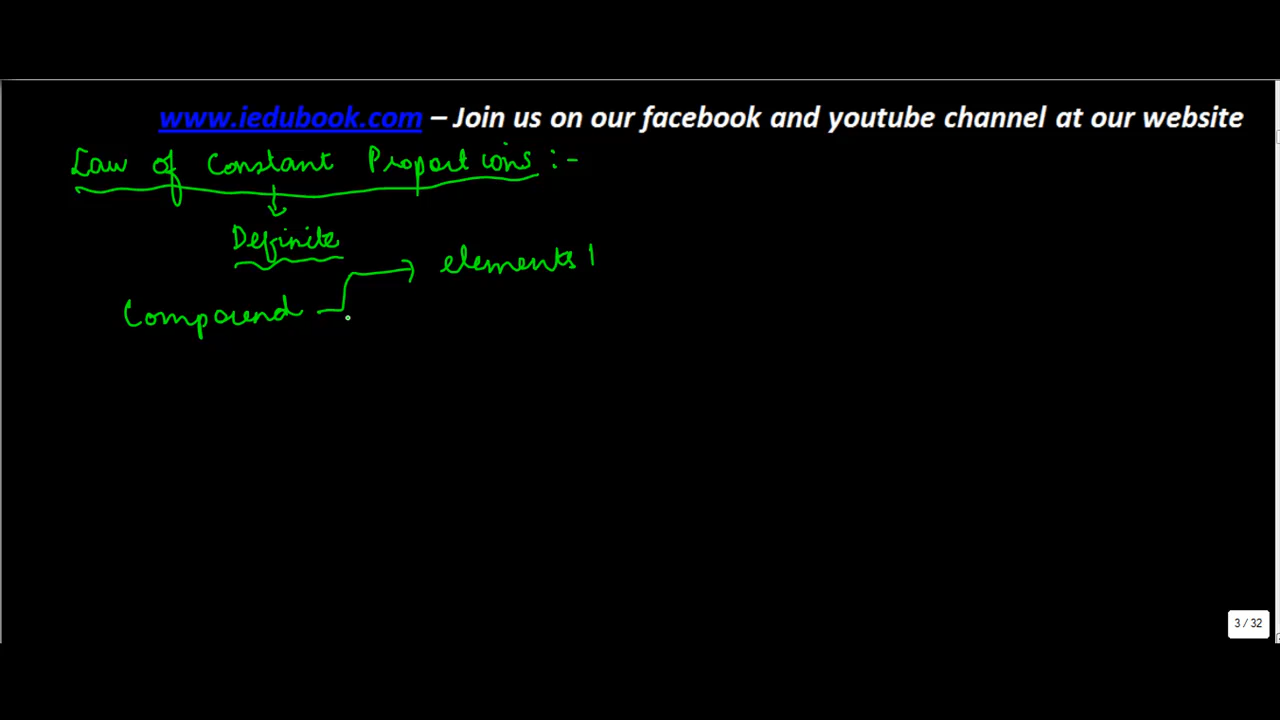 www.iedubook.com – Join us on our facebook and youtube channel at our website
Law of Constant Proportions :-
Definite
elements 1
Compound
3 / 32